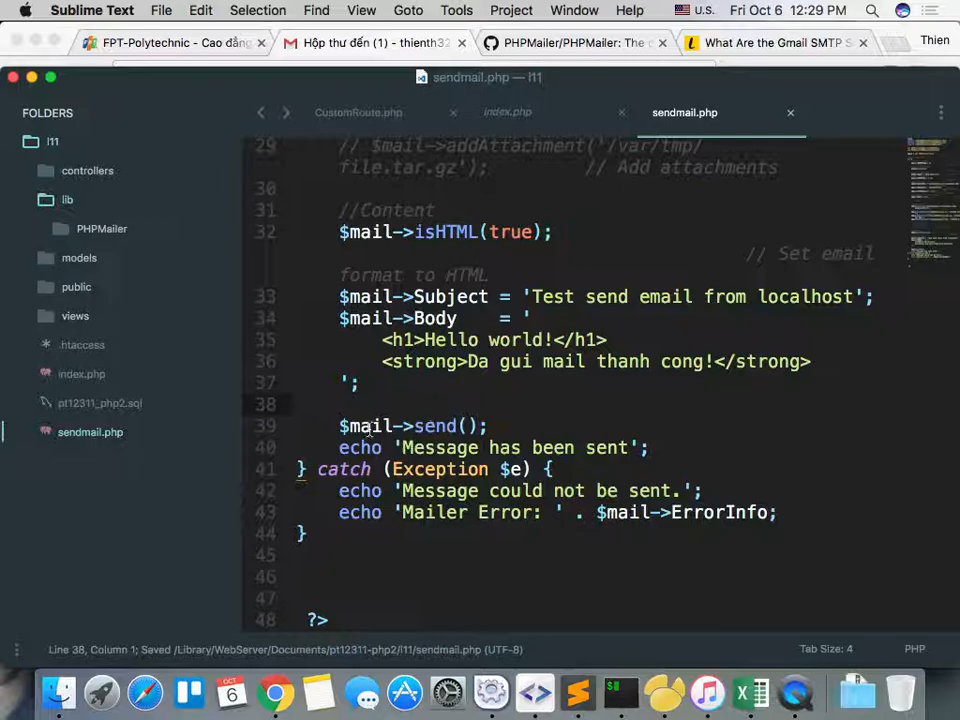 Sublime Text File Edit Selection Find View Goto Tools Project Window Help U.S. Fri Oct 6 12:29 PM
FPT-Polytechnic - Cao đẳng Hộp thư đến (1) - thienth32 PHPMailer/PHPMailer: The c What Are the Gmail SMTP S Thien
sendmail.php — l11
FOLDERS
l11
controllers
lib
PHPMailer
models
public
views
.htaccess
index.php
pt12311_php2.sql
sendmail.php
CustomRoute.php index.php sendmail.php
29 // $mail->addAttachment('/var/tmp/
file.tar.gz'); // Add attachments
30
31 //Content
32 $mail->isHTML(true);
// Set email
format to HTML
33 $mail->Subject = 'Test send email from localhost';
34 $mail->Body = '
35 <h1>Hello world!</h1>
36 <strong>Da gui mail thanh cong!</strong>
37 ';
38
39 $mail->send();
40 echo 'Message has been sent';
41 } catch (Exception $e) {
42 echo 'Message could not be sent.';
43 echo 'Mailer Error: ' . $mail->ErrorInfo;
44 }
45
46
47
48 ?>
Line 38, Column 1; Saved /Library/WebServer/Documents/pt12311-php2/l11/sendmail.php (UTF-8) Tab Size: 4 PHP
OCT
6